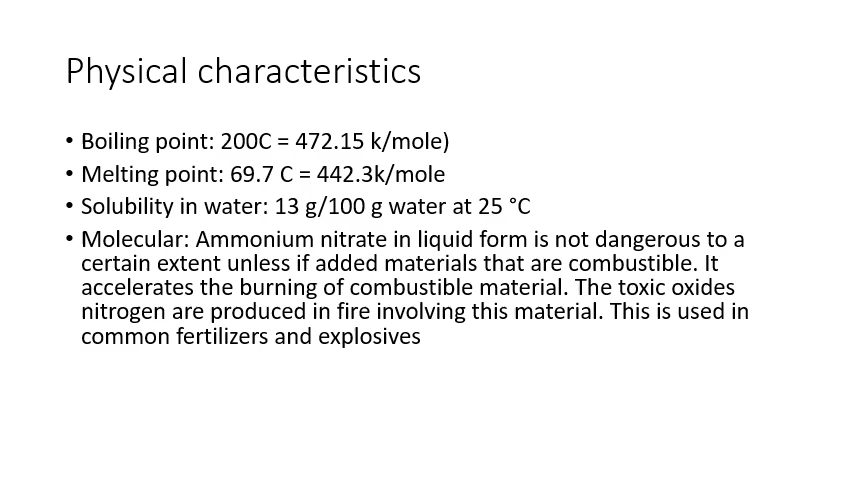 Physical characteristics
• Boiling point: 200C = 472.15 k/mole)
• Melting point: 69.7 C = 442.3k/mole
• Solubility in water: 13 g/100 g water at 25 °C
• Molecular: Ammonium nitrate in liquid form is not dangerous to a
certain extent unless if added materials that are combustible. It
accelerates the burning of combustible material. The toxic oxides
nitrogen are produced in fire involving this material. This is used in
common fertilizers and explosives